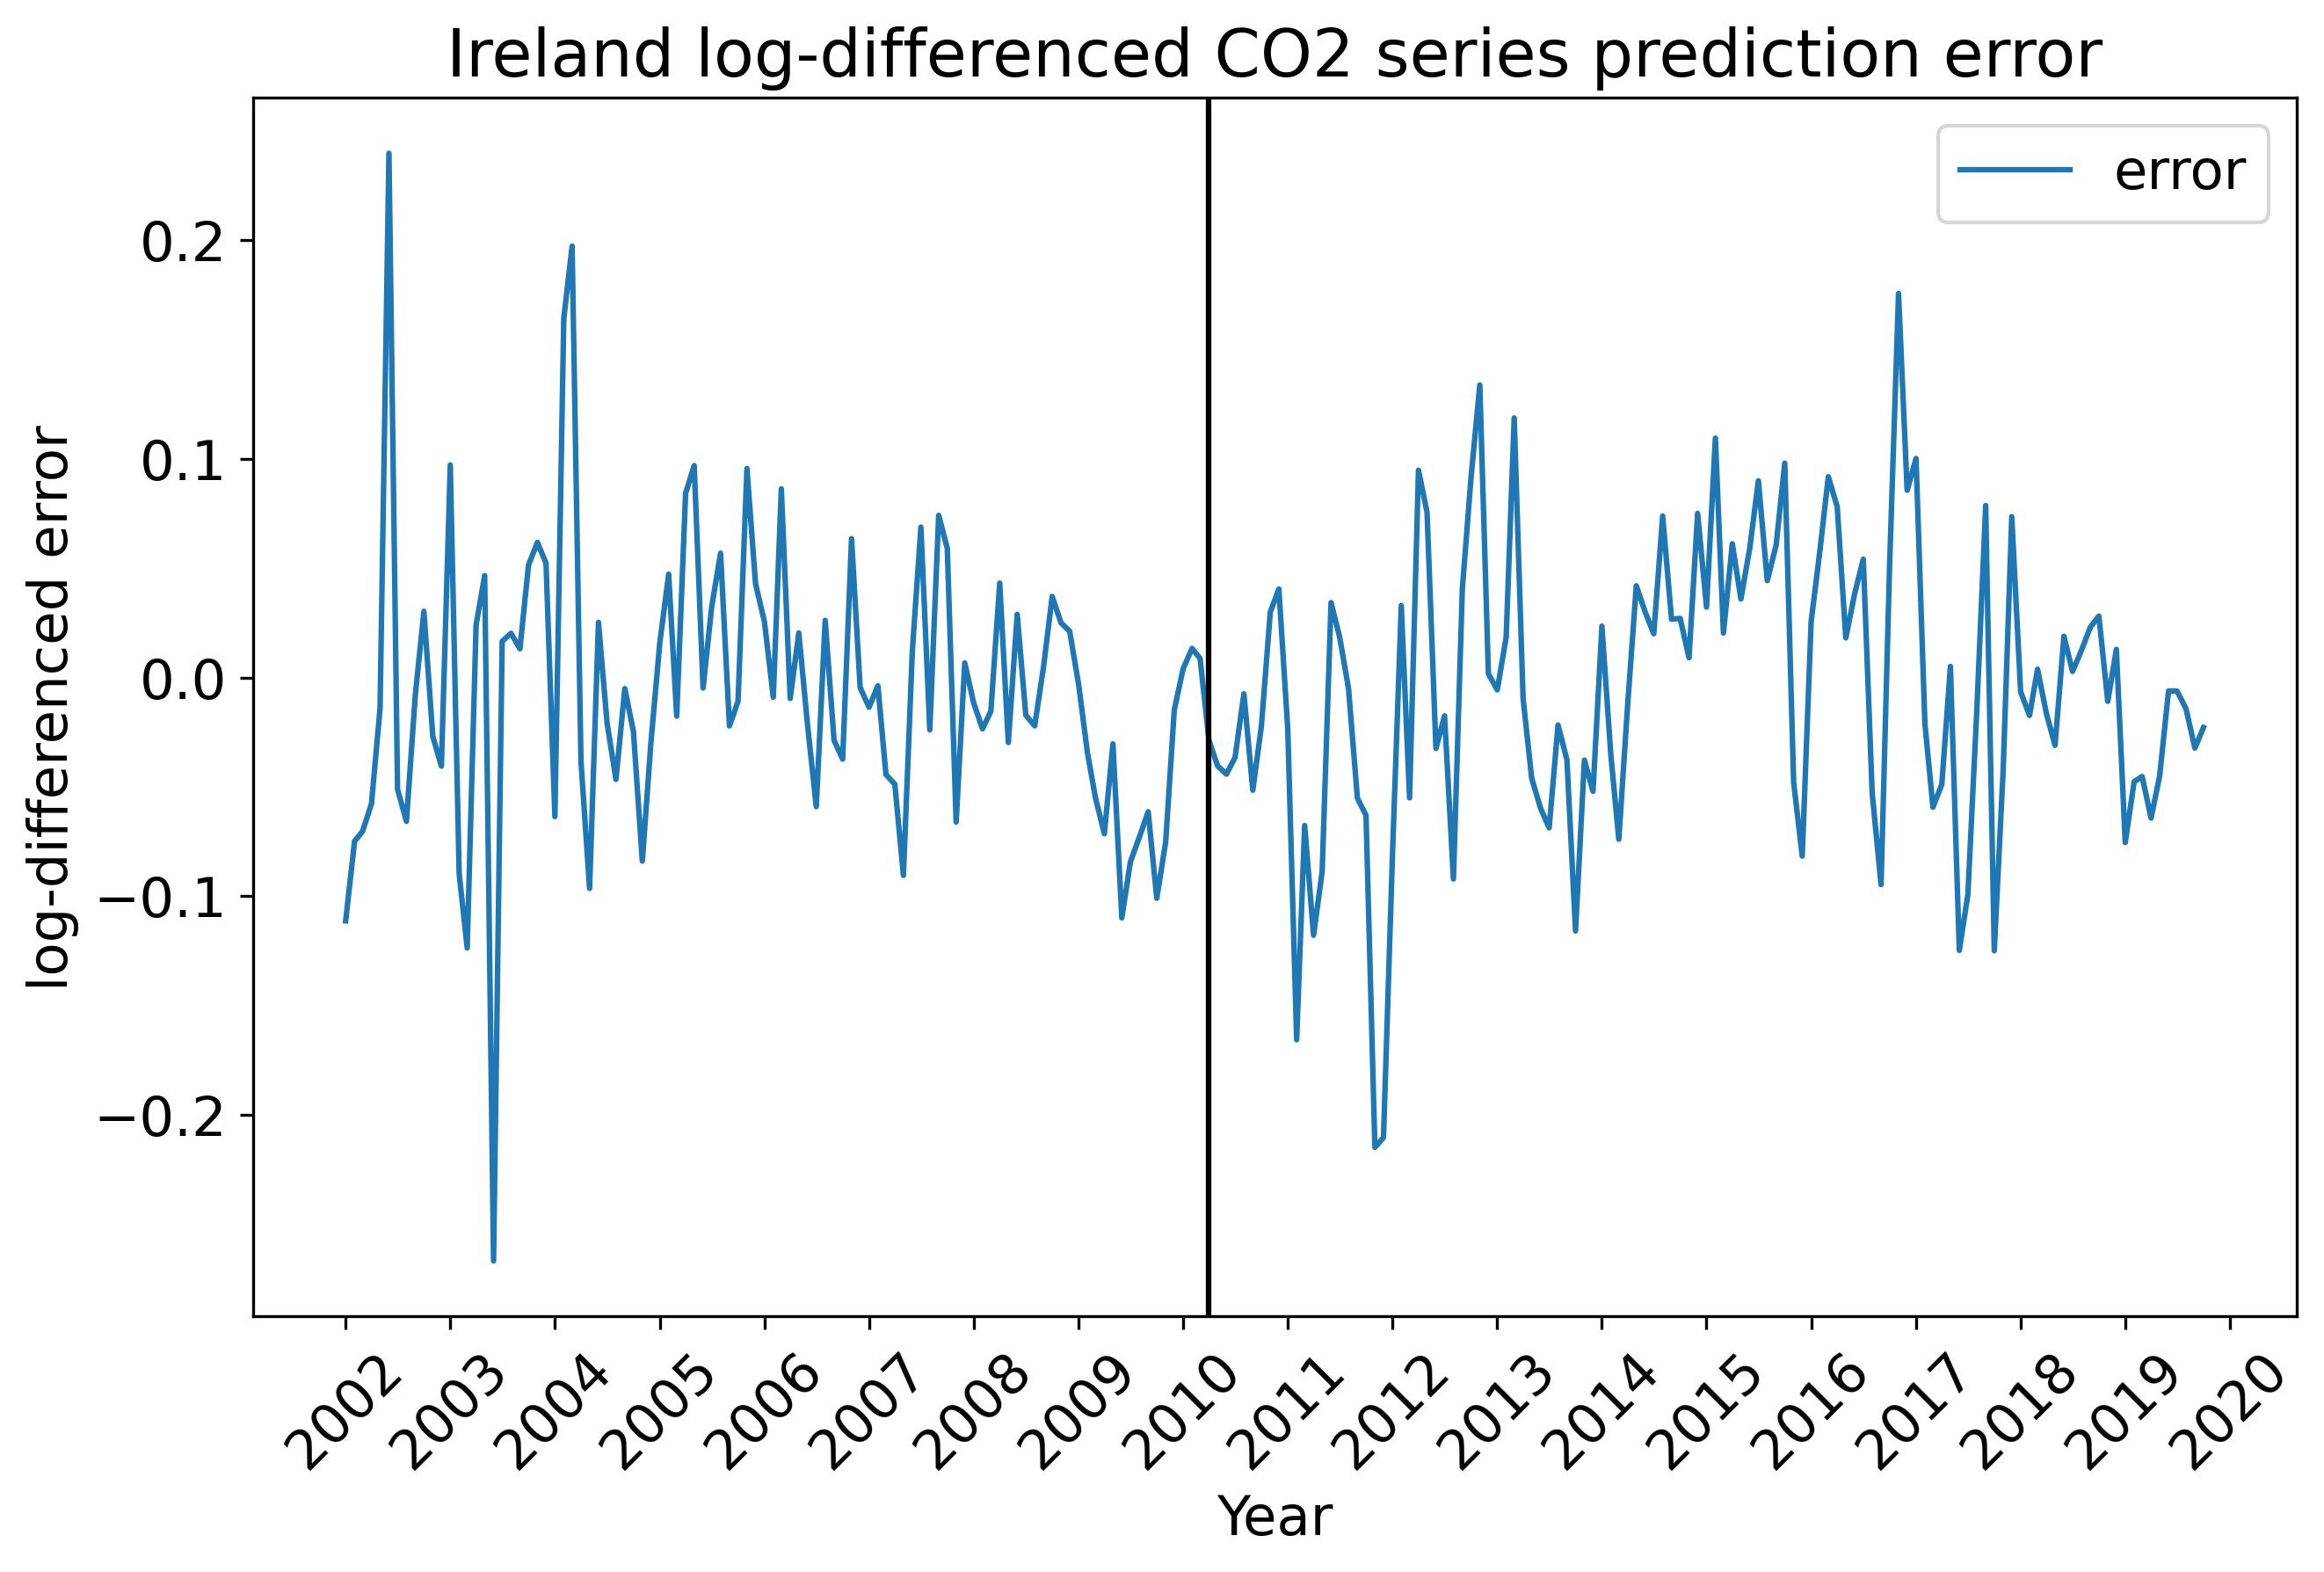 Ireland log-differenced CO2 series prediction error
error
log-differenced error
0.2
0.1
0.0
−0.1
−0.2
2002 2003 2004 2005 2006 2007 2008 2009 2010 2011 2012 2013 2014 2015 2016 2017 2018 2019 2020
Year